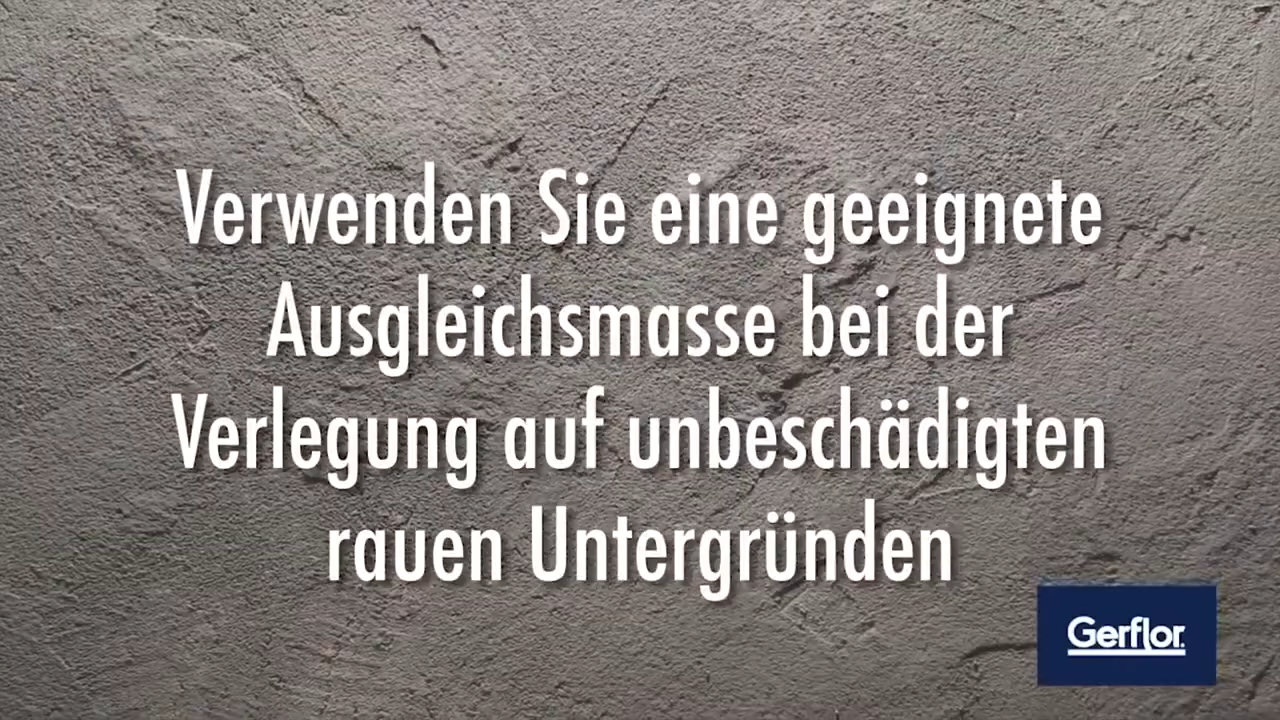 Verwenden Sie eine geeignete
Ausgleichsmasse bei der
Verlegung auf unbeschädigten
rauen Untergründen
Gerflor.